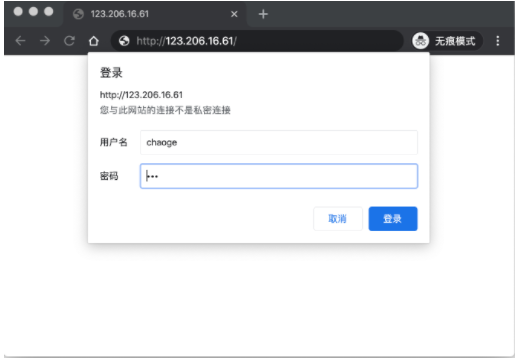 123.206.16.61
http://123.206.16.61/
无痕模式
登录
http://123.206.16.61
您与此网站的连接不是私密连接
用户名
chaoge
密码
•••
取消
登录